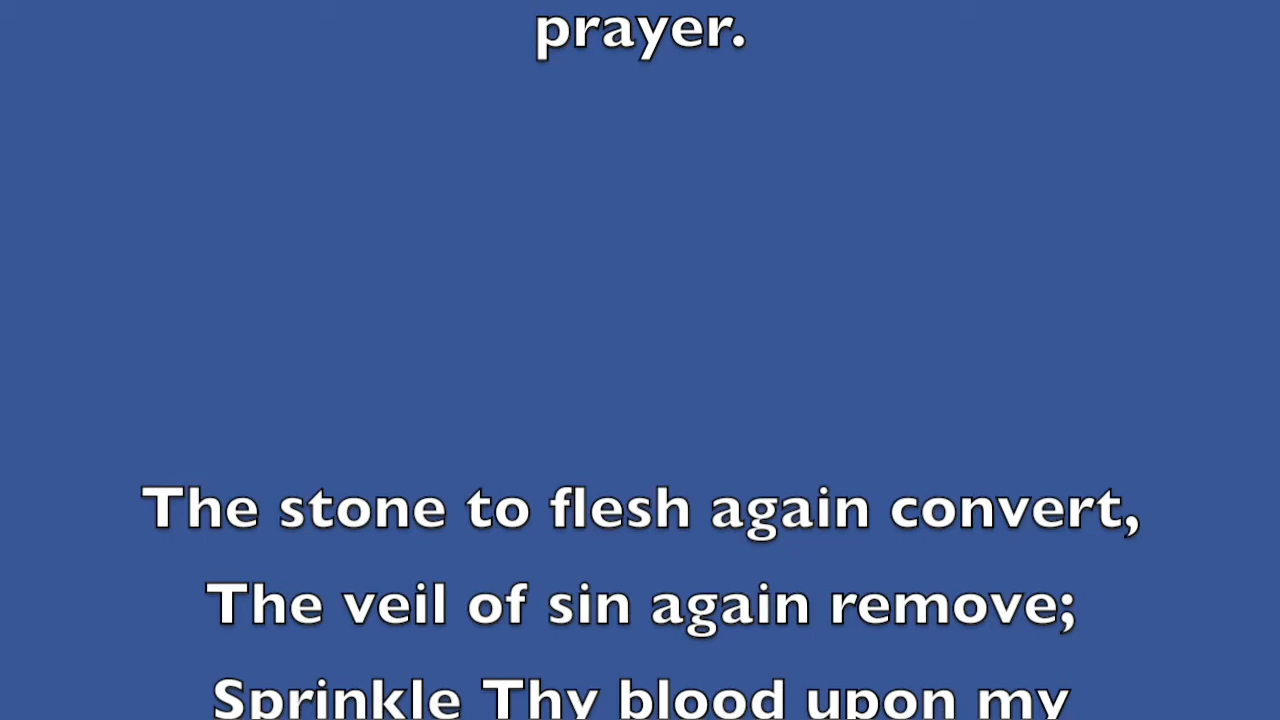 prayer.
The stone to flesh again convert,
The veil of sin again remove;
Sprinkle Thy blood upon my